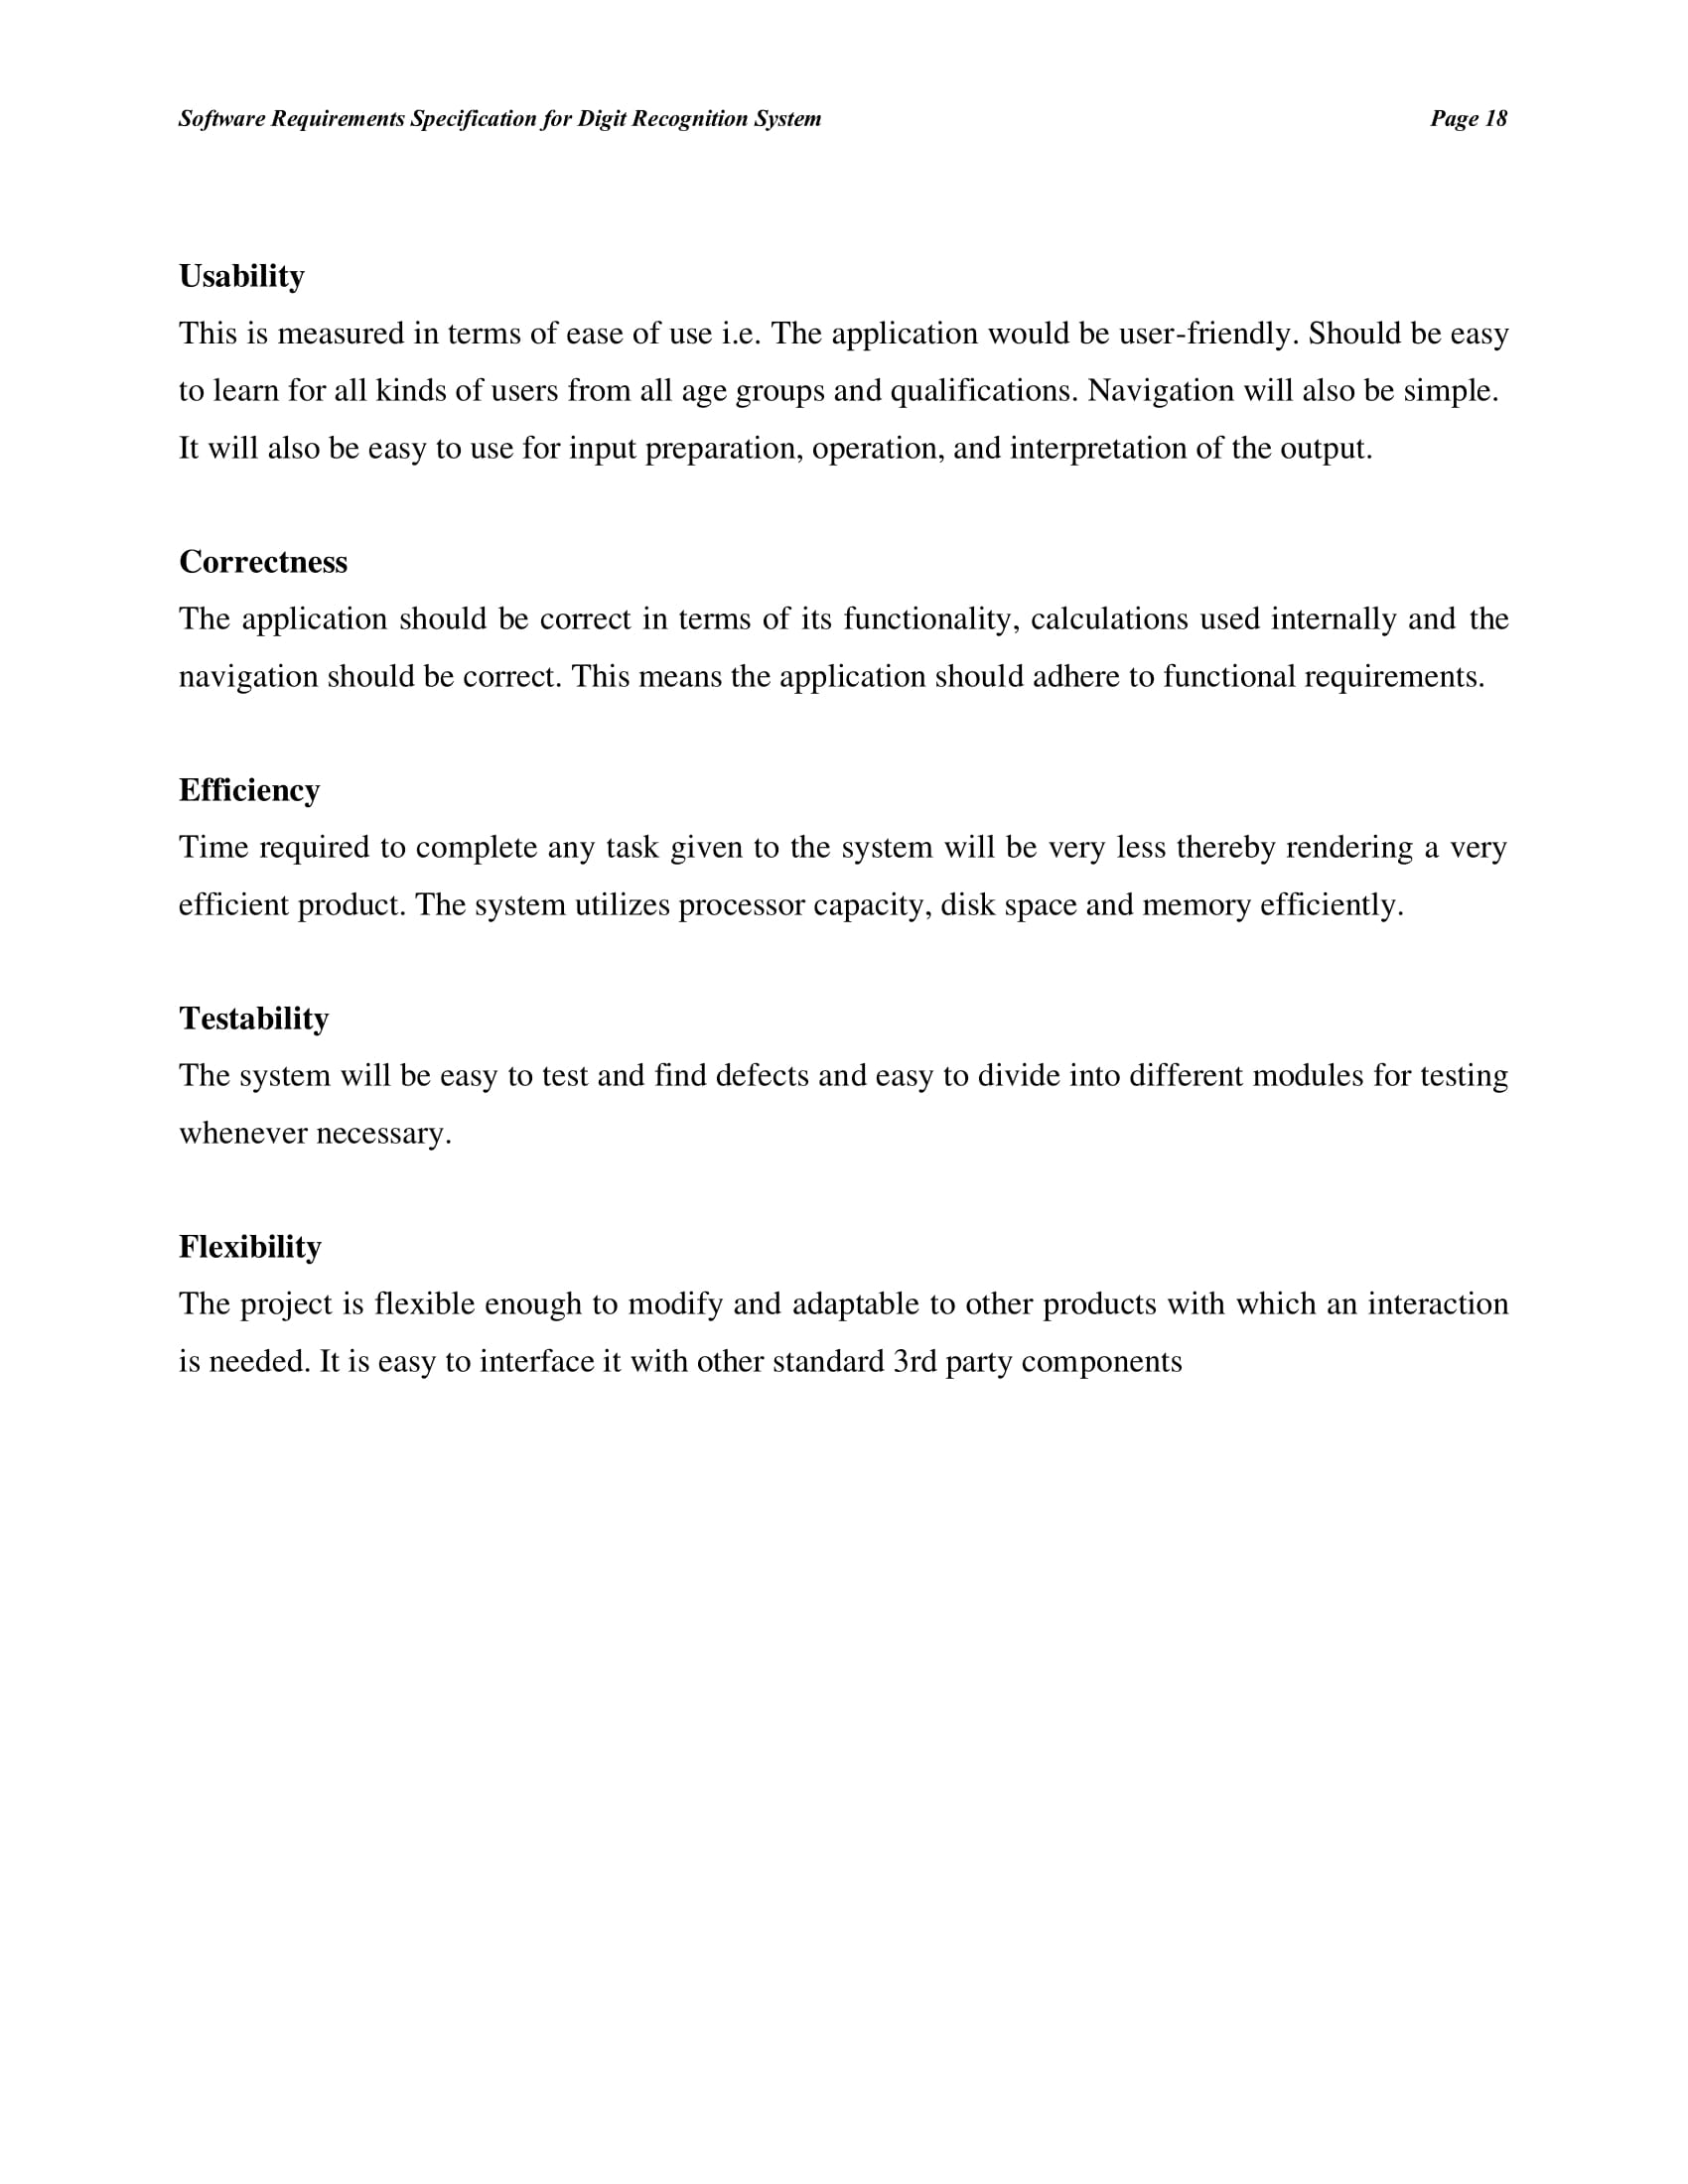 Software Requirements Specification for Digit Recognition System Page 18
Usability
This is measured in terms of ease of use i.e. The application would be user-friendly. Should be easy
to learn for all kinds of users from all age groups and qualifications. Navigation will also be simple.
It will also be easy to use for input preparation, operation, and interpretation of the output.
Correctness
The application should be correct in terms of its functionality, calculations used internally and the
navigation should be correct. This means the application should adhere to functional requirements.
Efficiency
Time required to complete any task given to the system will be very less thereby rendering a very
efficient product. The system utilizes processor capacity, disk space and memory efficiently.
Testability
The system will be easy to test and find defects and easy to divide into different modules for testing
whenever necessary.
Flexibility
The project is flexible enough to modify and adaptable to other products with which an interaction
is needed. It is easy to interface it with other standard 3rd party components